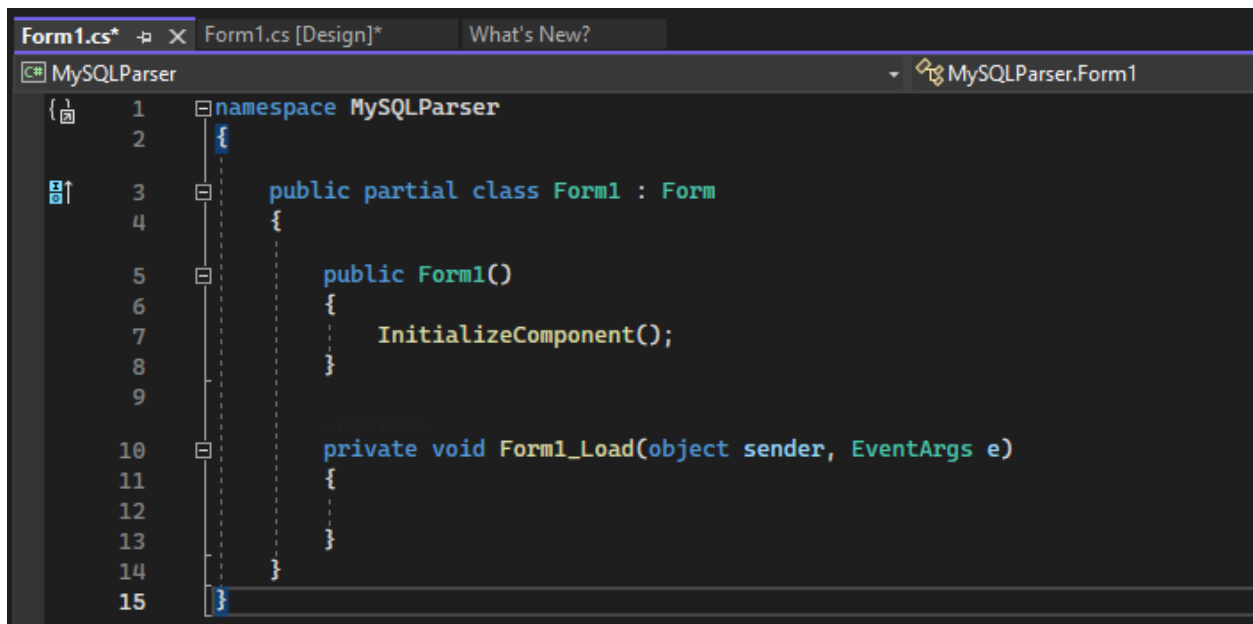 Form1.cs* Form1.cs [Design]* What's New?
C# MySQLParser MySQLParser.Form1
1 namespace MySQLParser
2 {
3 public partial class Form1 : Form
4 {
5 public Form1()
6 {
7 InitializeComponent();
8 }
9
10 private void Form1_Load(object sender, EventArgs e)
11 {
12
13 }
14 }
15 }